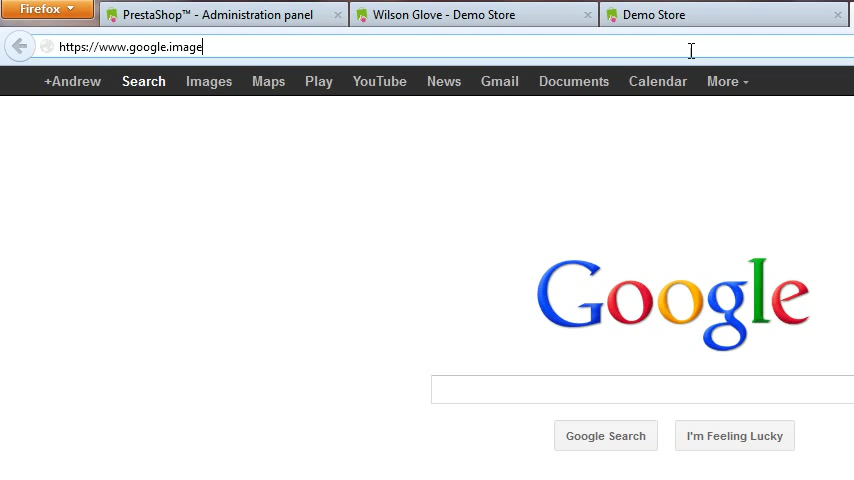 Firefox
PrestaShop™ - Administration panel
Wilson Glove - Demo Store
Demo Store
https://www.google.image
+Andrew Search Images Maps Play YouTube News Gmail Documents Calendar More
Google
Google Search I'm Feeling Lucky